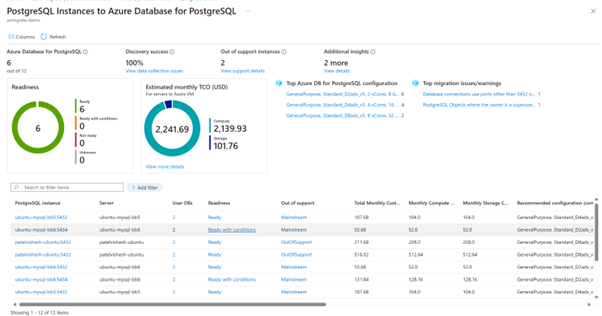 PostgreSQL Instances to Azure Database for PostgreSQL ...
azmigrate-demo
Columns Refresh
Azure Database for PostgreSQL Discovery success Out of support instances Additional insights
6 100% 2 2 more
out of 12 View data collection issues View support details View details
Readiness
6
Ready
6
Ready with conditions
0
Not ready
0
Unknown
0
Estimated monthly TCO (USD)
For servers to Azure VM
2,241.69
Compute
2,139.93
Storage
101.76
View more details
Top Azure DB for PostgreSQL configuration
GeneralPurpose, Standard_D2ads_v5, 2 vCores, 8 G... 6
GeneralPurpose, Standard_D4ads_v5, 4 vCores, 16 ... 4
GeneralPurpose, Standard_D8ads_v5, 8 vCores, 32 ... 2
Top migration issues/warnings
Database connections use ports other than 5432 o... 1
PostgreSQL Objects where the owner is a superuse... 1
Search to filter items
Add filter
PostgreSQL instance Server User DBs Readiness Out of support Total Monthly Cost... Monthly Compute ... Monthly Storage C... Recommended configuration (com
ubuntu-mysql-bb5:5432 ubuntu-mysql-bb5 2 Ready Mainstream 107.68 104.0 104.0 GeneralPurpose, Standard_D4ads_v
ubuntu-mysql-bb6:5434 ubuntu-mysql-bb6 2 Ready with conditions Mainstream 55.68 52.0 52.0 GeneralPurpose, Standard_D2ads_v
patelvishesh-ubuntu:5432 patelvishesh-ubuntu 2 Ready OutOfSupport 211.68 208.0 208.0 GeneralPurpose, Standard_D8ads_v
patelvishesh-ubuntu:5433 patelvishesh-ubuntu 2 Ready OutOfSupport 516.32 512.64 512.64 GeneralPurpose, Standard_D8ads_v
ubuntu-mysql-bb6:5432 ubuntu-mysql-bb6 2 Ready Mainstream 55.68 52.0 52.0 GeneralPurpose, Standard_D2ads_v
ubuntu-mysql-bb6:5434 ubuntu-mysql-bb6 2 Ready with conditions Mainstream 131.84 128.16 128.16 GeneralPurpose, Standard_D2ads_v
ubuntu-mysql-bb5:5432 ubuntu-mysql-bb5 2 Ready Mainstream 107.68 104.0 104.0 GeneralPurpose, Standard_D4ads_v
Showing 1 - 12 of 12 items